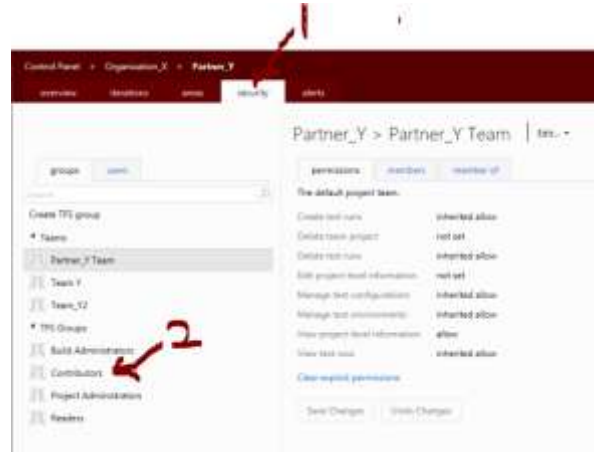 1
Control Panel > Organisation_X > Partner_Y
overview iterations areas security alerts
Partner_Y > Partner_Y Team | Edit... ▾
groups users
permissions members member of
Search
The default project team.
Create TFS group
Create test runs inherited allow
Teams
Delete team project not set
Partner_Y Team
Delete test runs inherited allow
Team Y
Edit project-level information not set
Team_Y2
Manage test configurations inherited allow
TFS Groups
Manage test environments inherited allow
2
Build Administrators
View project-level information allow
Contributors
View test runs inherited allow
Project Administrators
Clear explicit permissions
Readers
Save Changes Undo Changes